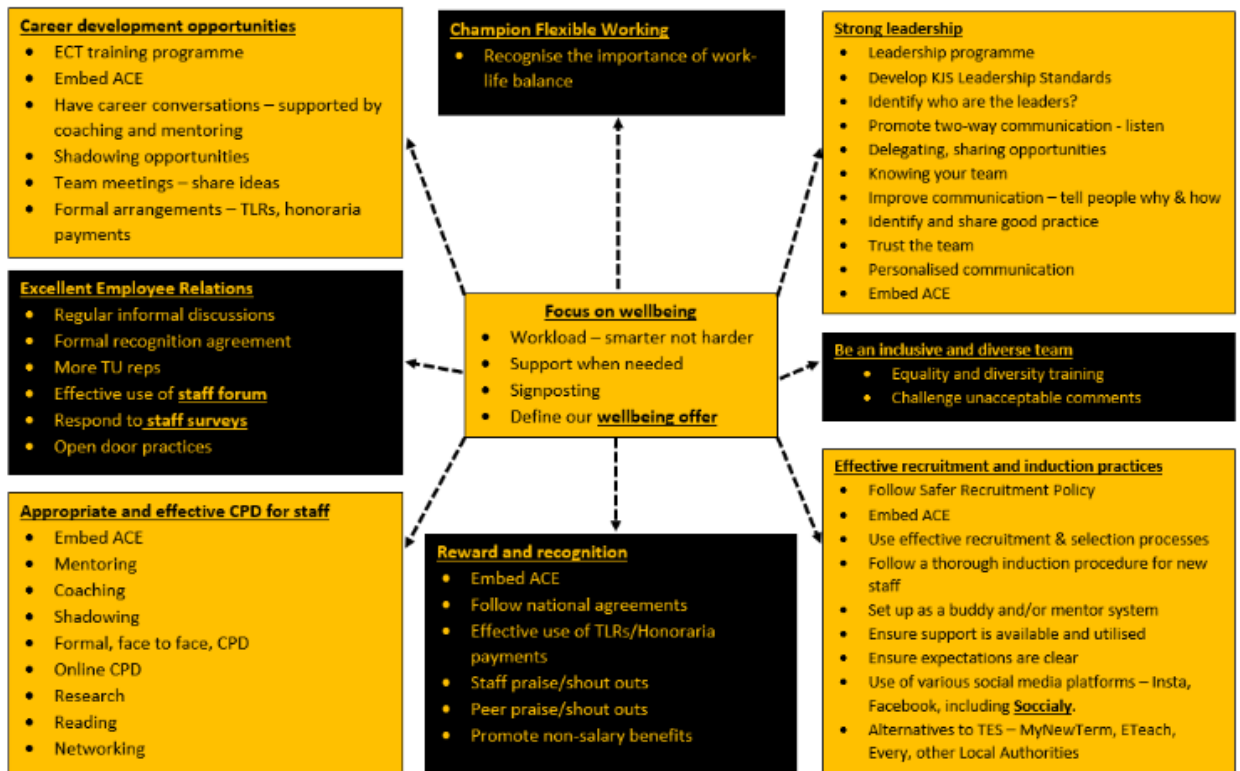 Career development opportunities
• ECT training programme
• Embed ACE
• Have career conversations – supported by
coaching and mentoring
• Shadowing opportunities
• Team meetings – share ideas
• Formal arrangements – TLRs, honoraria
payments
Champion Flexible Working
• Recognise the importance of work-
life balance
Strong leadership
• Leadership programme
• Develop KJS Leadership Standards
• Identify who are the leaders?
• Promote two-way communication - listen
• Delegating, sharing opportunities
• Knowing your team
• Improve communication – tell people why & how
• Identify and share good practice
• Trust the team
• Personalised communication
• Embed ACE
Excellent Employee Relations
• Regular informal discussions
• Formal recognition agreement
• More TU reps
• Effective use of staff forum
• Respond to staff surveys
• Open door practices
Focus on wellbeing
• Workload – smarter not harder
• Support when needed
• Signposting
• Define our wellbeing offer
Be an inclusive and diverse team
• Equality and diversity training
• Challenge unacceptable comments
Appropriate and effective CPD for staff
• Embed ACE
• Mentoring
• Coaching
• Shadowing
• Formal, face to face, CPD
• Online CPD
• Research
• Reading
• Networking
Reward and recognition
• Embed ACE
• Follow national agreements
• Effective use of TLRs/Honoraria
payments
• Staff praise/shout outs
• Peer praise/shout outs
• Promote non-salary benefits
Effective recruitment and induction practices
• Follow Safer Recruitment Policy
• Embed ACE
• Use effective recruitment & selection processes
• Follow a thorough induction procedure for new
staff
• Set up as a buddy and/or mentor system
• Ensure support is available and utilised
• Ensure expectations are clear
• Use of various social media platforms – Insta,
Facebook, including Soccialy.
• Alternatives to TES – MyNewTerm, ETeach,
Every, other Local Authorities